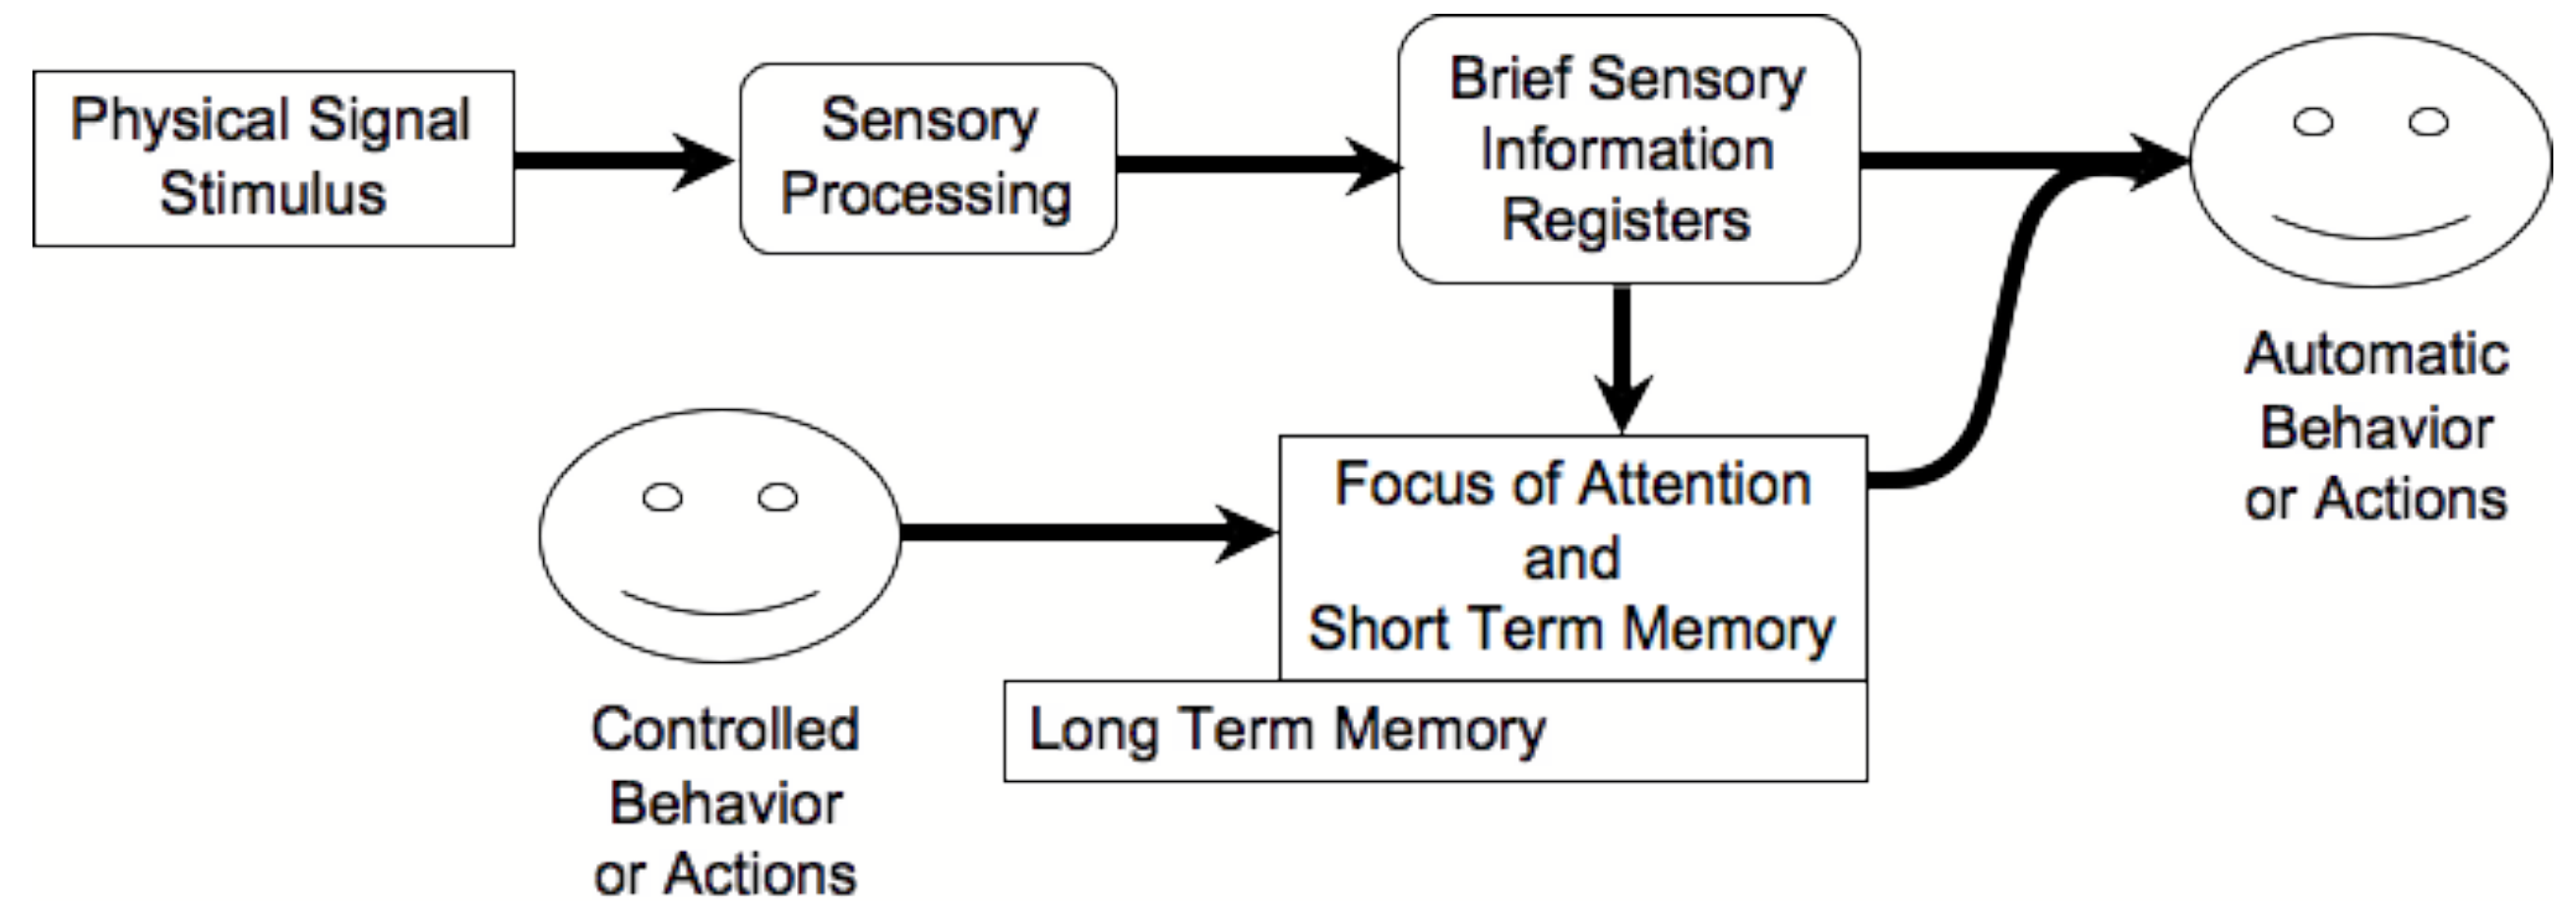 Physical Signal
Stimulus
Sensory
Processing
Brief Sensory
Information
Registers
Automatic
Behavior
or Actions
Controlled
Behavior
or Actions
Focus of Attention
and
Short Term Memory
Long Term Memory